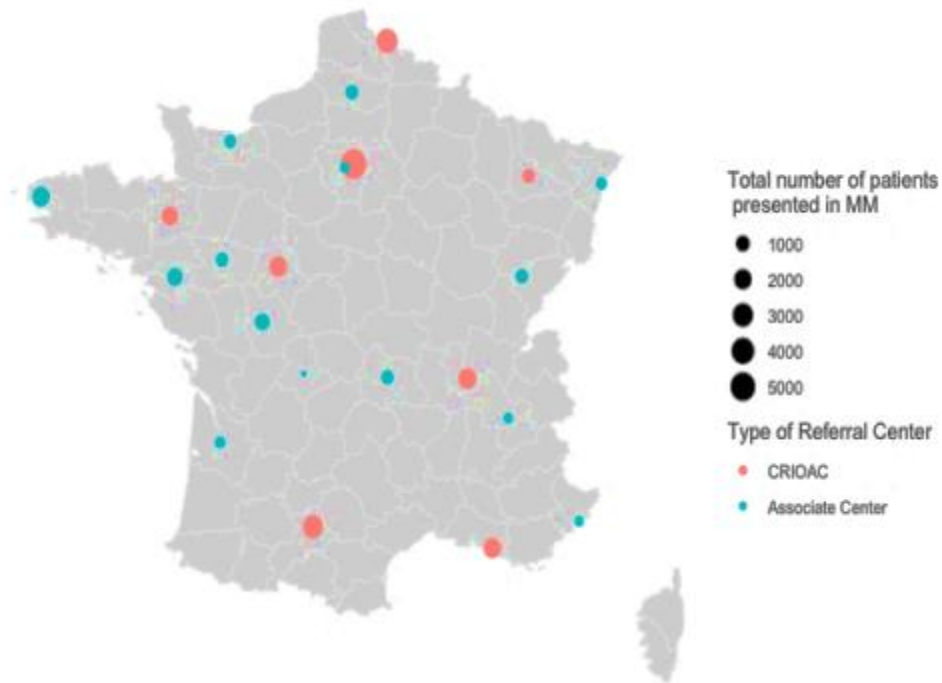 Total number of patients
presented in MM
1000
2000
3000
4000
5000
Type of Referral Center
CRIOAC
Associate Center